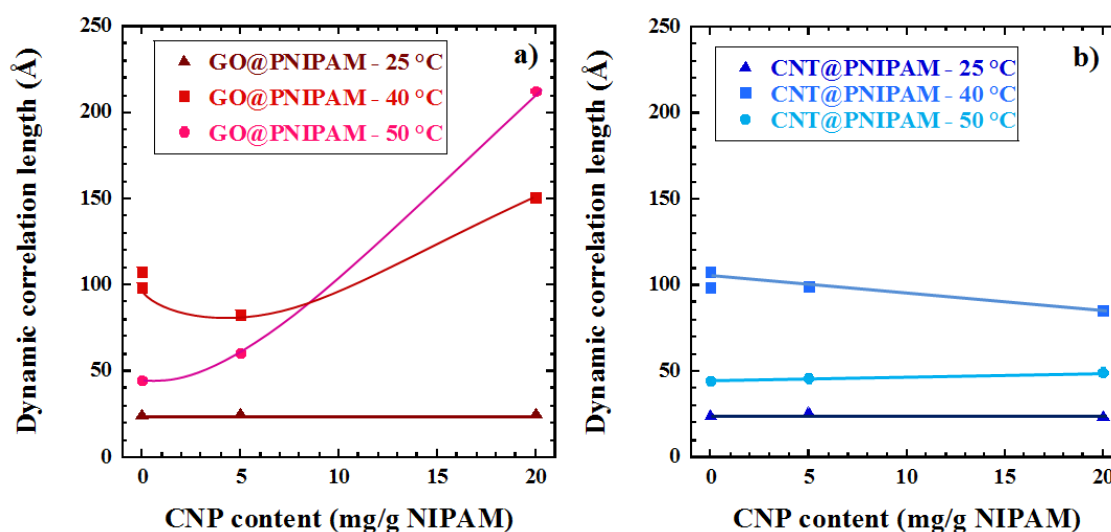 a)
GO@PNIPAM - 25 °C
GO@PNIPAM - 40 °C
GO@PNIPAM - 50 °C
Dynamic correlation length (Å)
250
200
150
100
50
0
0 5 10 15 20
CNP content (mg/g NIPAM)
b)
CNT@PNIPAM - 25 °C
CNT@PNIPAM - 40 °C
CNT@PNIPAM - 50 °C
Dynamic correlation length (Å)
250
200
150
100
50
0
0 5 10 15 20
CNP content (mg/g NIPAM)